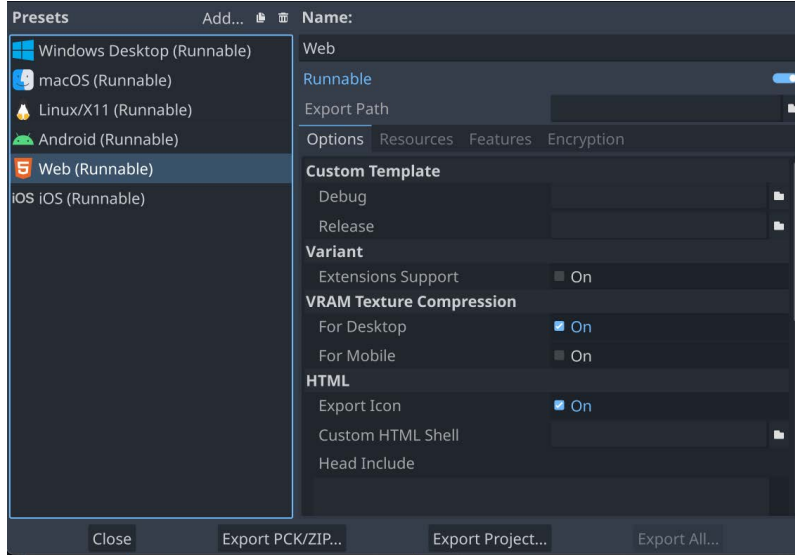 Presets
Add...
Name:
Windows Desktop (Runnable)
macOS (Runnable)
Linux/X11 (Runnable)
Android (Runnable)
5 Web (Runnable)
iOS iOS (Runnable)
Web
Runnable
Export Path
Options Resources Features Encryption
Custom Template
Debug
Release
Variant
Extensions Support On
VRAM Texture Compression
For Desktop On
For Mobile On
HTML
Export Icon On
Custom HTML Shell
Head Include
Close Export PCK/ZIP... Export Project... Export All...